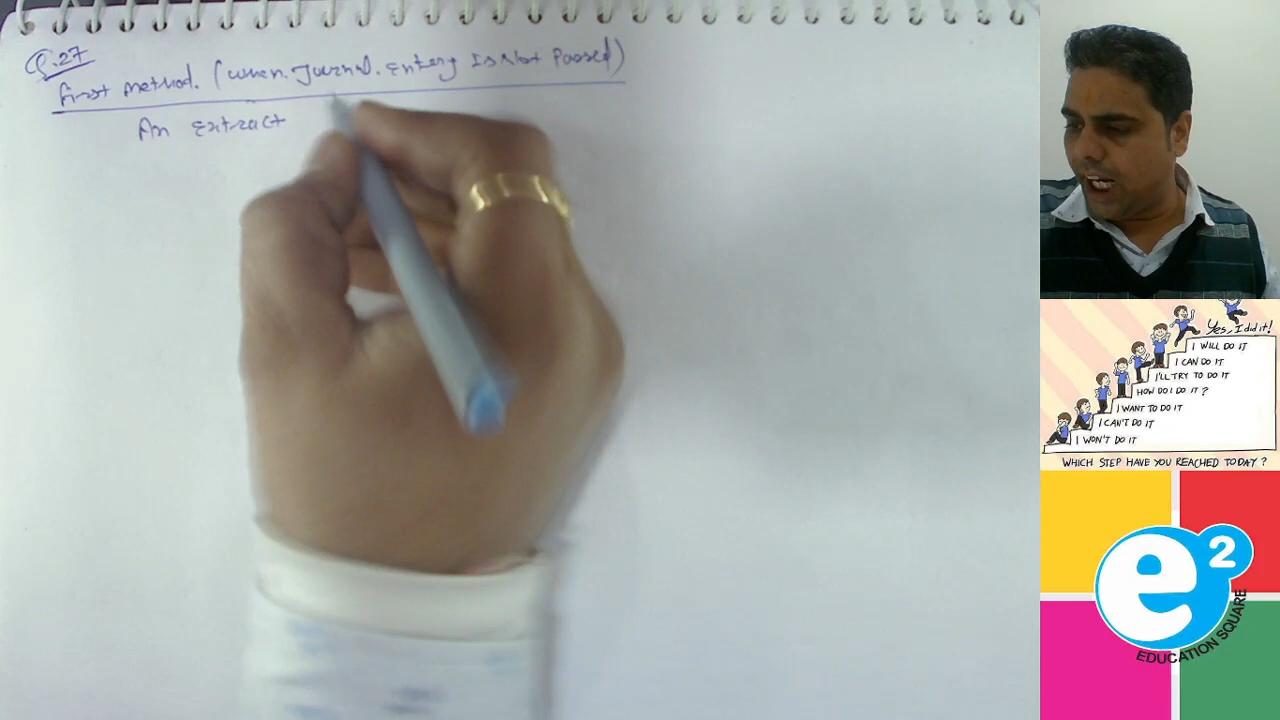 Q.27
First Method. (When. Journal. Entery Is Not Passed)
An Extract
Yes, I did it!
I WILL DO IT
I CAN DO IT
I'LL TRY TO DO IT
HOW DO I DO IT?
I WANT TO DO IT
I CAN'T DO IT
I WON'T DO IT
WHICH STEP HAVE YOU REACHED TODAY?
e2
EDUCATION SQUARE